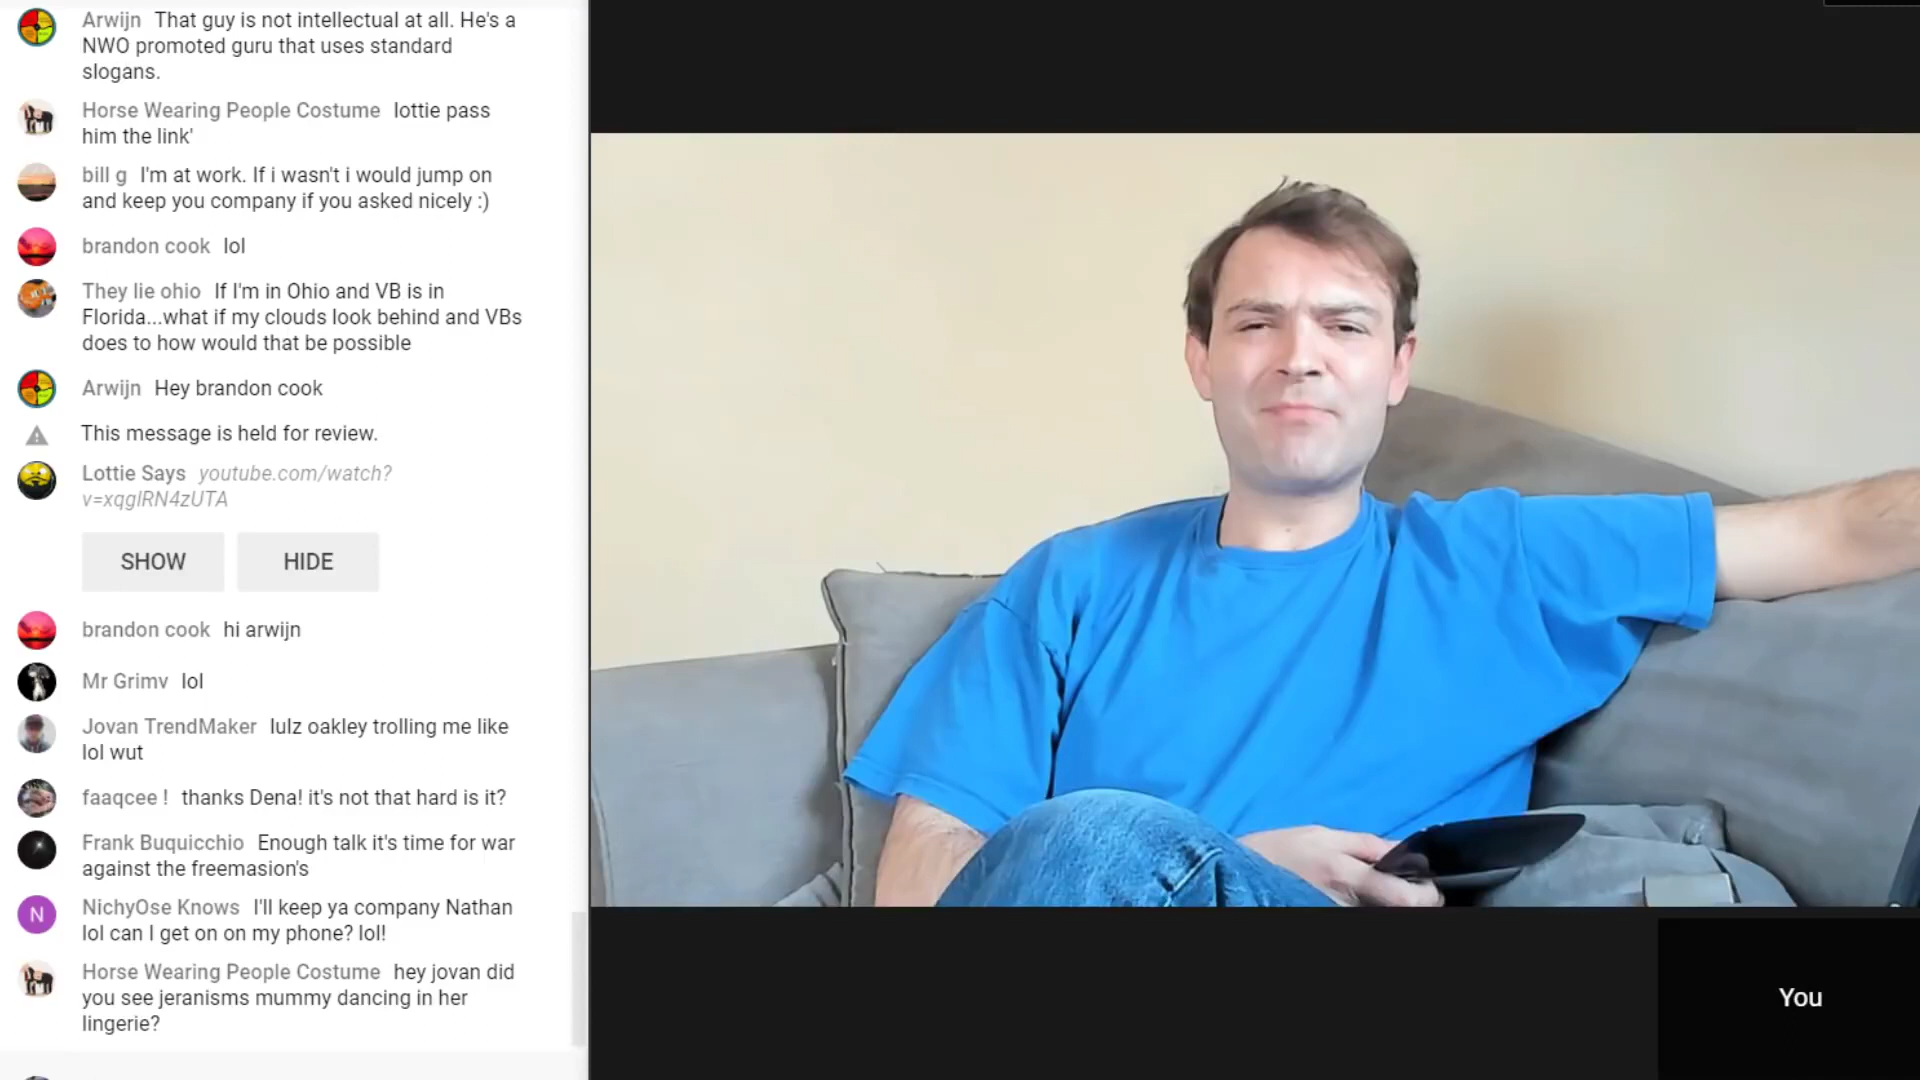 Arwijn That guy is not intellectual at all. He's a
NWO promoted guru that uses standard
slogans.
Horse Wearing People Costume lottie pass
him the link'
bill g I'm at work. If i wasn't i would jump on
and keep you company if you asked nicely :)
brandon cook lol
They lie ohio If I'm in Ohio and VB is in
Florida...what if my clouds look behind and VBs
does to how would that be possible
Arwijn Hey brandon cook
This message is held for review.
Lottie Says youtube.com/watch?
v=xqglRN4zUTA
SHOW HIDE
brandon cook hi arwijn
Mr Grimv lol
Jovan TrendMaker lulz oakley trolling me like
lol wut
faaqcee ! thanks Dena! it's not that hard is it?
Frank Buquicchio Enough talk it's time for war
against the freemasion's
N NichyOse Knows I'll keep ya company Nathan
lol can I get on on my phone? lol!
Horse Wearing People Costume hey jovan did
you see jeranisms mummy dancing in her
lingerie?
You